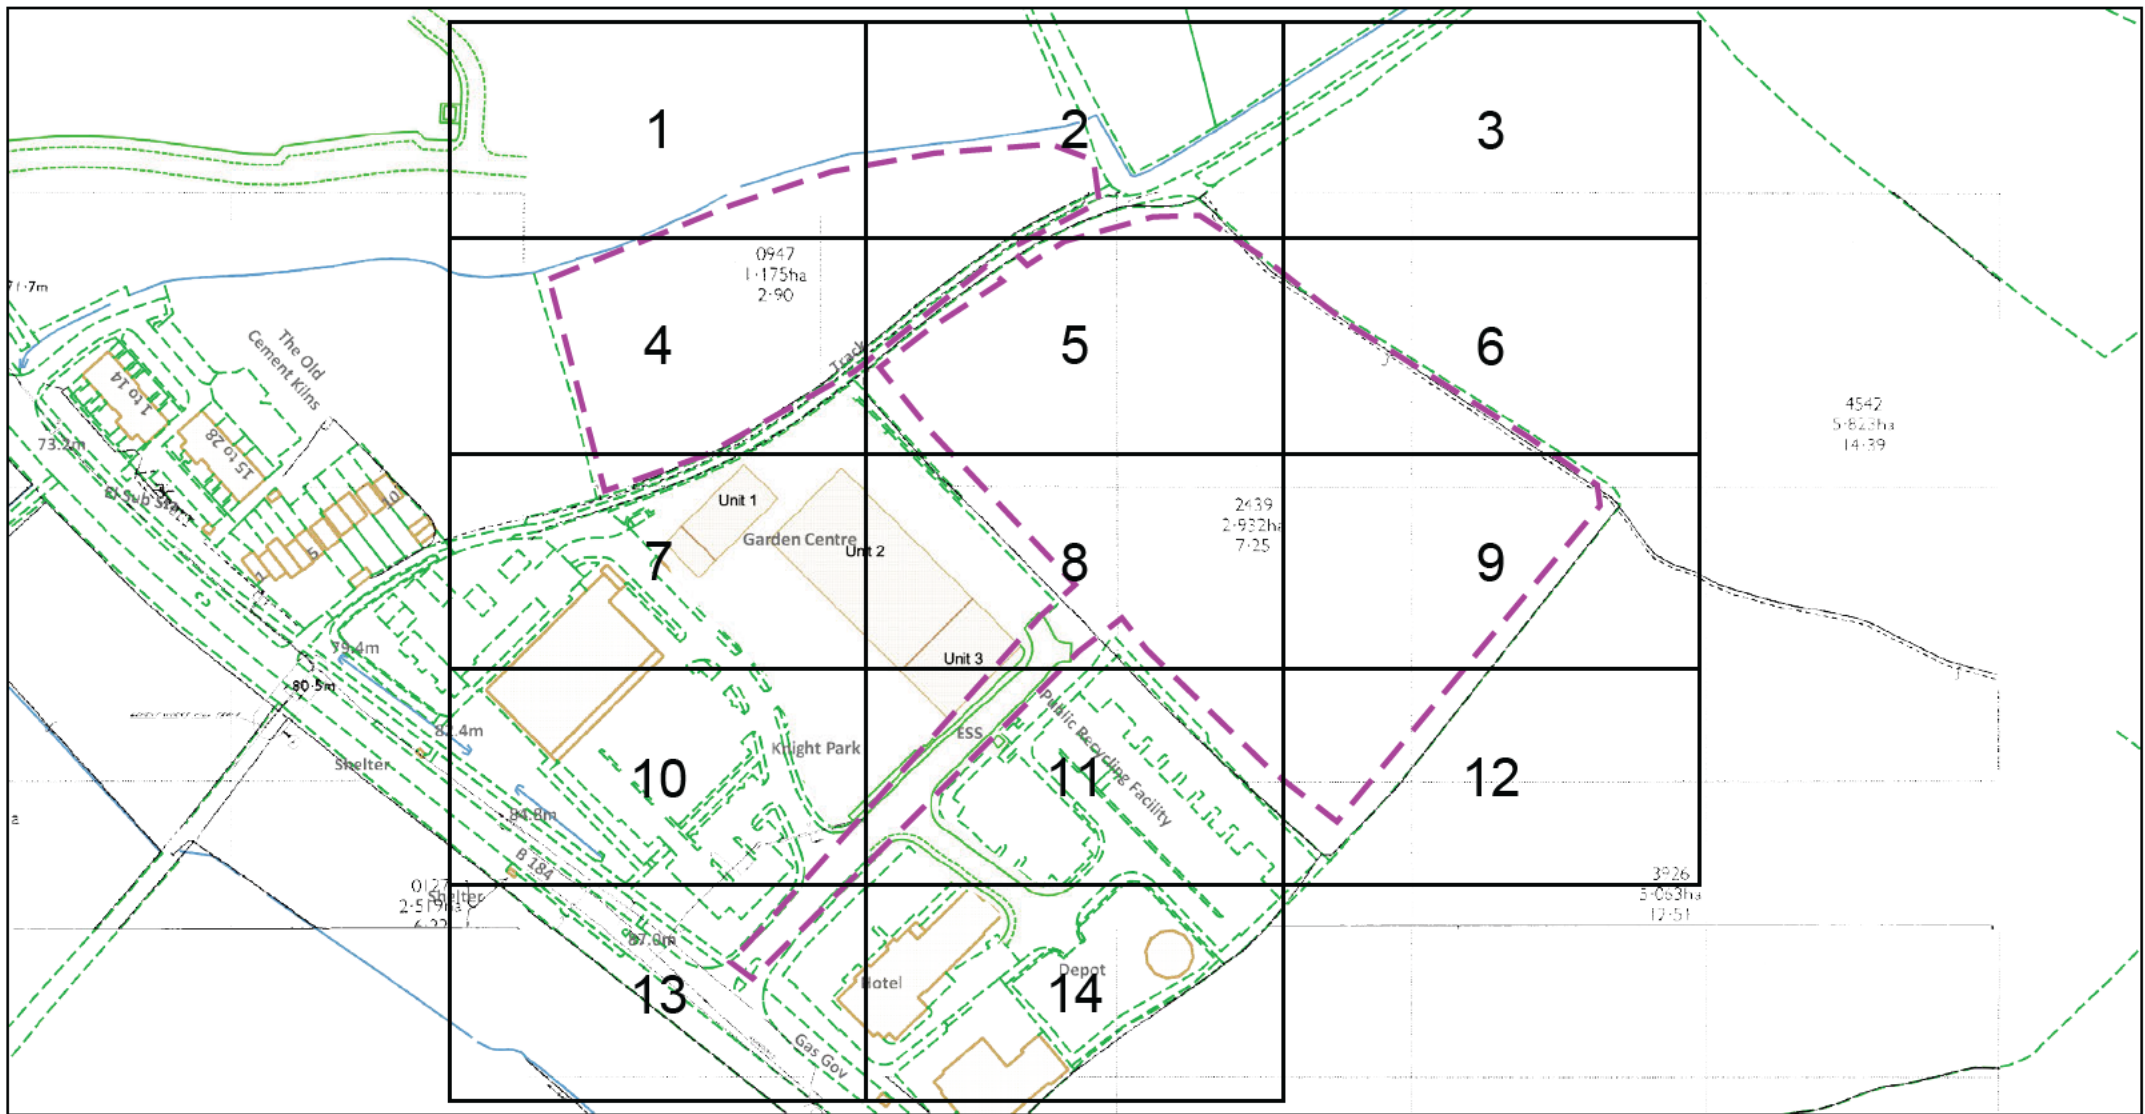 1
2
3
0947
1·175ha
2·90
4
5
6
Track
The Old
Cement Kilns
1 to 14
15 to 28
73.2m
El Sub Sta
4542
5·823ha
14·39
Unit 1
Garden Centre
Unit 2
2439
2·932ha
7·25
10
5
7
8
9
Unit 3
79.4m
80·5m
82.4m
Shelter
Knight Park
ESS
Public Recycling Facility
10
11
12
84.8m
B 184
0127
Shelter
2·519ha
3926
5·063ha
12·51
87.0m
Hotel
Depot
13
14
Gas Gov
a